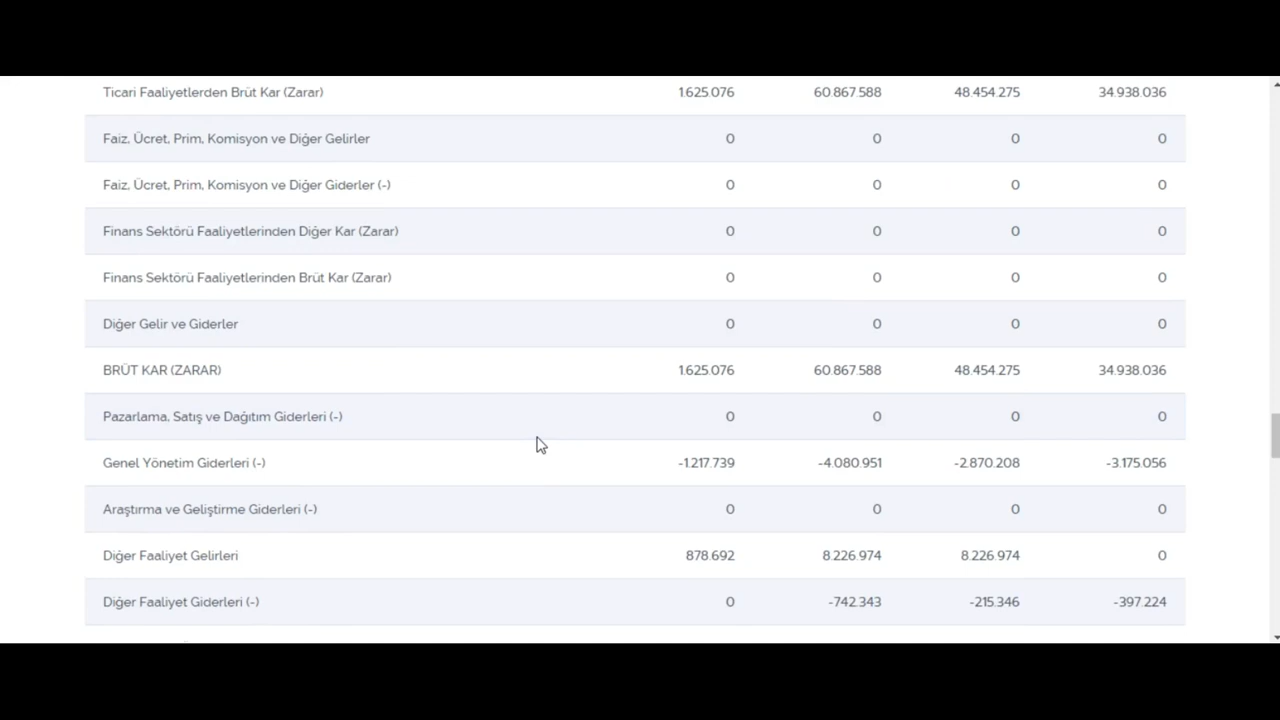 Ticari Faaliyetlerden Brüt Kar (Zarar) 1.625.076 60.867.588 48.454.275 34.938.036
Faiz, Ücret, Prim, Komisyon ve Diğer Gelirler 0 0 0 0
Faiz, Ücret, Prim, Komisyon ve Diğer Giderler (-) 0 0 0 0
Finans Sektörü Faaliyetlerinden Diğer Kar (Zarar) 0 0 0 0
Finans Sektörü Faaliyetlerinden Brüt Kar (Zarar) 0 0 0 0
Diğer Gelir ve Giderler 0 0 0 0
BRÜT KAR (ZARAR) 1.625.076 60.867.588 48.454.275 34.938.036
Pazarlama, Satış ve Dağıtım Giderleri (-) 0 0 0 0
Genel Yönetim Giderleri (-) -1.217.739 -4.080.951 -2.870.208 -3.175.056
Araştırma ve Geliştirme Giderleri (-) 0 0 0 0
Diğer Faaliyet Gelirleri 878.692 8.226.974 8.226.974 0
Diğer Faaliyet Giderleri (-) 0 -742.343 -215.346 -397.224